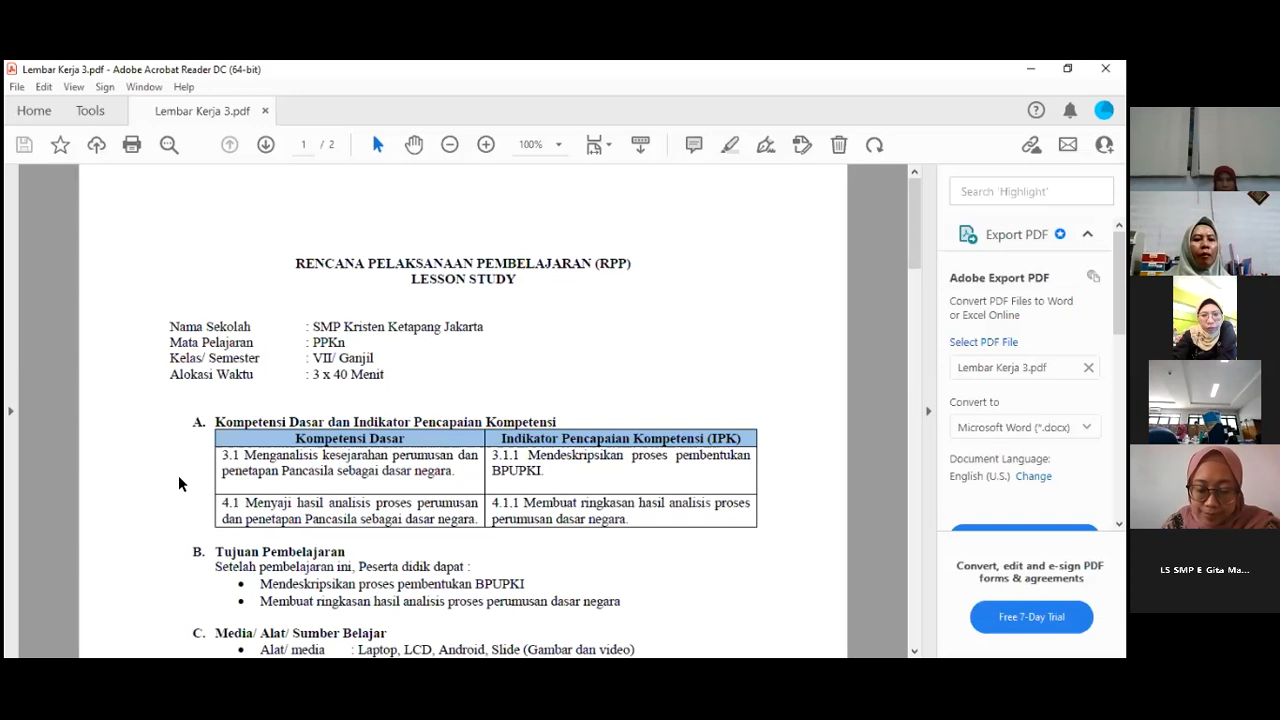 Lembar Kerja 3.pdf - Adobe Acrobat Reader DC (64-bit)
File Edit View Sign Window Help
Home Tools Lembar Kerja 3.pdf
1 / 2 100%
RENCANA PELAKSANAAN PEMBELAJARAN (RPP)
LESSON STUDY
Nama Sekolah : SMP Kristen Ketapang Jakarta
Mata Pelajaran : PPKn
Kelas/ Semester : VII/ Ganjil
Alokasi Waktu : 3 x 40 Menit
A. Kompetensi Dasar dan Indikator Pencapaian Kompetensi
Kompetensi Dasar
3.1 Menganalisis kesejarahan perumusan dan
penetapan Pancasila sebagai dasar negara.
4.1 Menyaji hasil analisis proses perumusan
dan penetapan Pancasila sebagai dasar negara.
Indikator Pencapaian Kompetensi (IPK)
3.1.1 Mendeskripsikan proses pembentukan
BPUPKI.
4.1.1 Membuat ringkasan hasil analisis proses
perumusan dasar negara.
B. Tujuan Pembelajaran
Setelah pembelajaran ini, Peserta didik dapat :
• Mendeskripsikan proses pembentukan BPUPKI
• Membuat ringkasan hasil analisis proses perumusan dasar negara
C. Media/ Alat/ Sumber Belajar
• Alat/ media : Laptop, LCD, Android, Slide (Gambar dan video)
Search 'Highlight'
Export PDF
Adobe Export PDF
Convert PDF Files to Word
or Excel Online
Select PDF File
Lembar Kerja 3.pdf
Convert to
Microsoft Word (*.docx)
Document Language:
English (U.S.) Change
Convert, edit and e-sign PDF
forms & agreements
Free 7-Day Trial
LS SMP E Gita Ma...